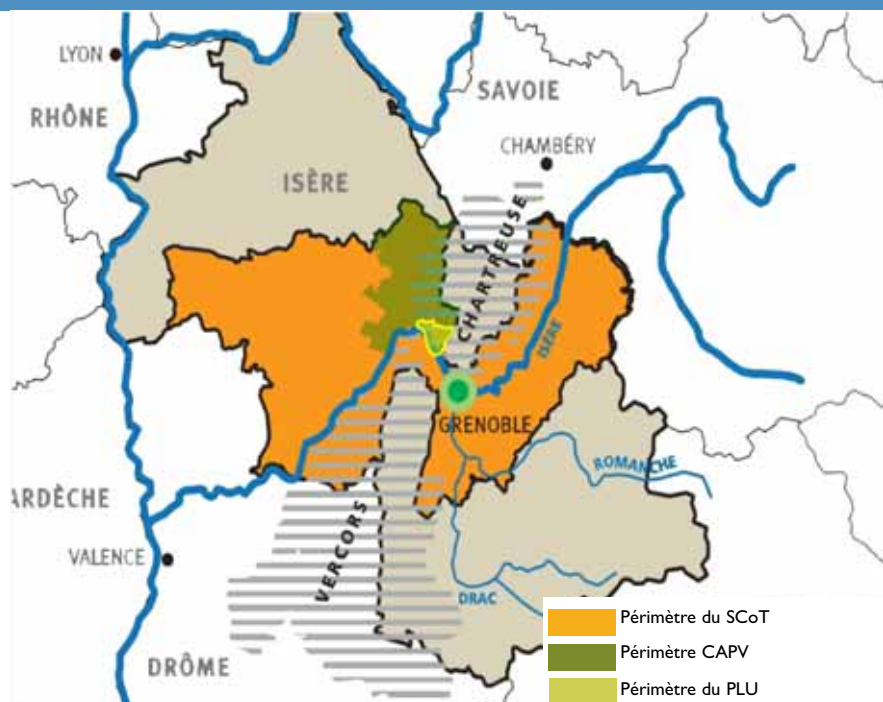 LYON
RHÔNE
SAVOIE
CHAMBÉRY
ISÈRE
CHARTREUSE
ISÈRE
GRENOBLE
ROMANCHE
ARDÈCHE
VERCORS
VALENCE
DRAC
DRÔME
Périmètre du SCoT
Périmètre CAPV
Périmètre du PLU